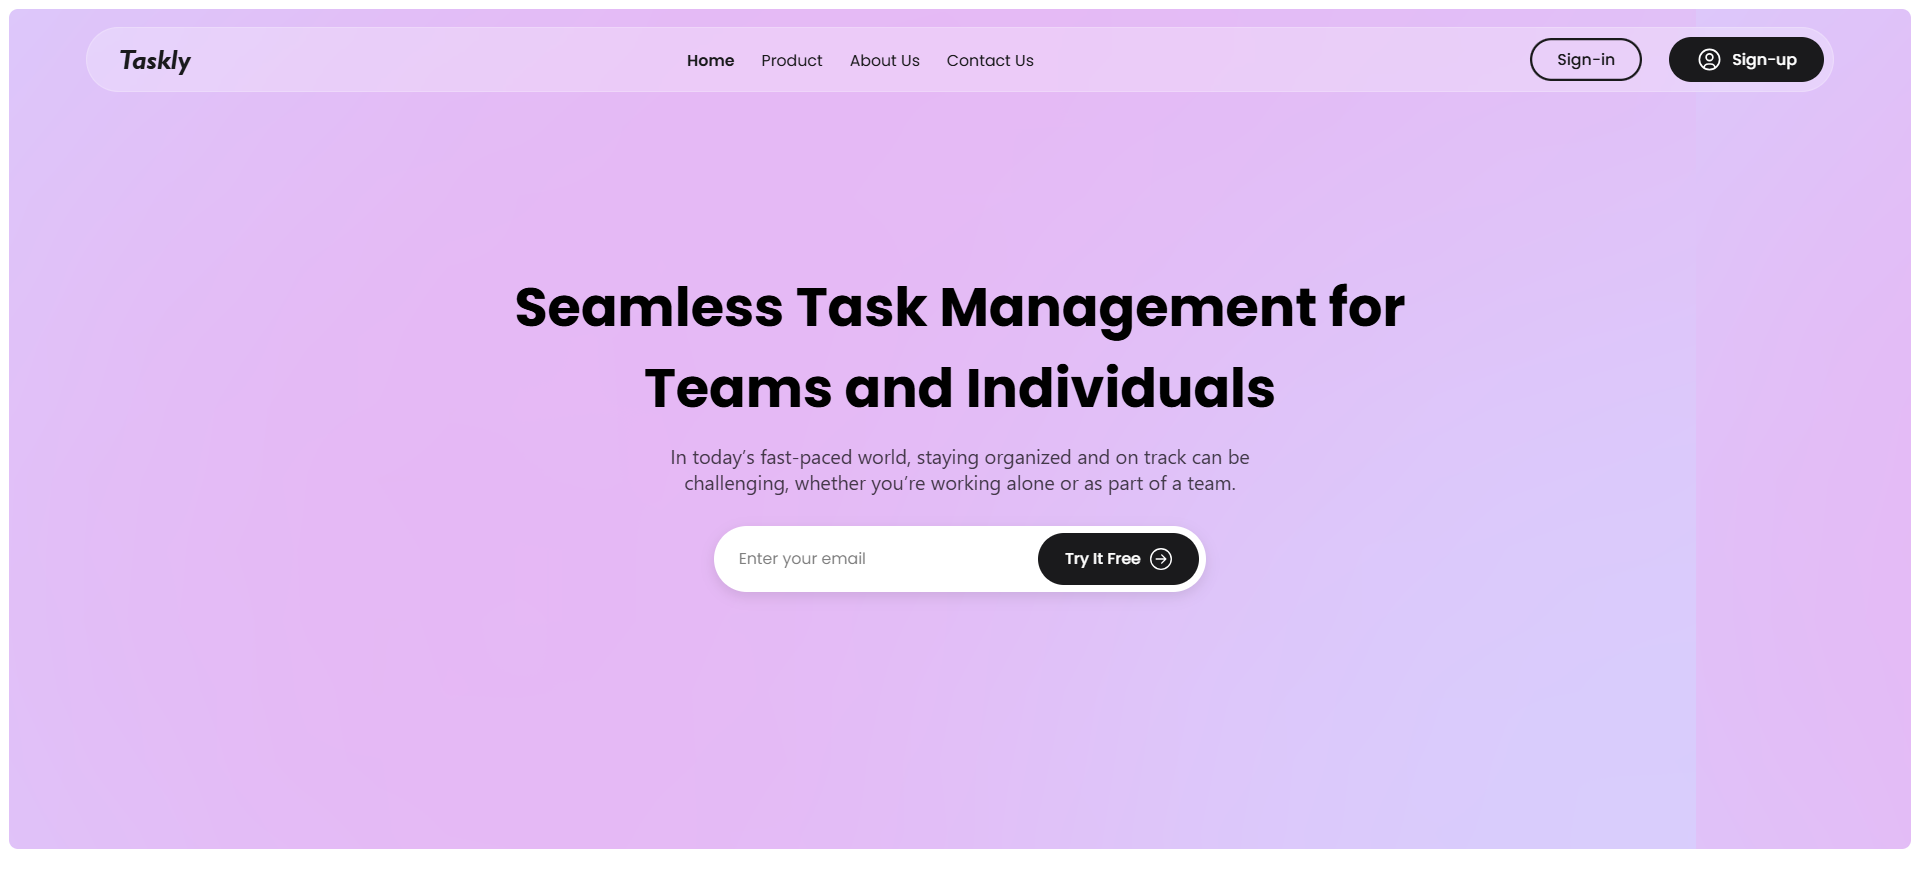 Taskly
Home Product About Us Contact Us
Sign-in
Sign-up
Seamless Task Management for
Teams and Individuals
In today’s fast-paced world, staying organized and on track can be
challenging, whether you’re working alone or as part of a team.
Enter your email
Try It Free